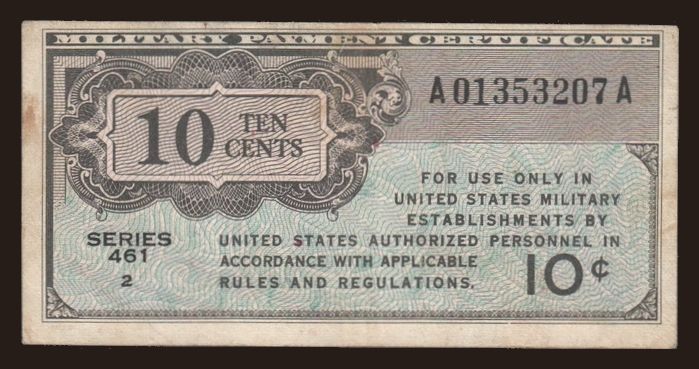 MILITARY PAYMENT CERTIFICATE
A01353207A
10 TEN CENTS
FOR USE ONLY IN
UNITED STATES MILITARY
ESTABLISHMENTS BY
UNITED STATES AUTHORIZED PERSONNEL IN
ACCORDANCE WITH APPLICABLE
RULES AND REGULATIONS.
SERIES
461
2
10¢